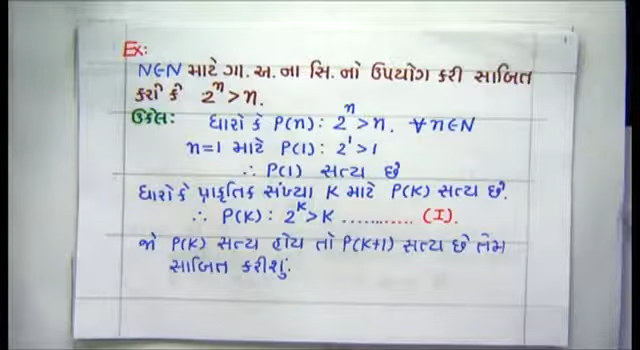 Ex:
N∈N માટે ગા.અ.ના સિ.નો ઉપયોગ કરી સાબિત
કરો કે 2ⁿ > n.
ઉકેલ: ધારો કે P(n): 2ⁿ > n. ∀ n∈N
n=1 માટે P(1): 2¹ > 1
∴ P(1) સત્ય છે
ધારો કે પ્રાકૃતિક સંખ્યા K માટે P(K) સત્ય છે.
∴ P(K): 2ᴷ > K ............ (I).
જો P(K) સત્ય હોય તો P(K+1) સત્ય છે તેમ
સાબિત કરીશું.